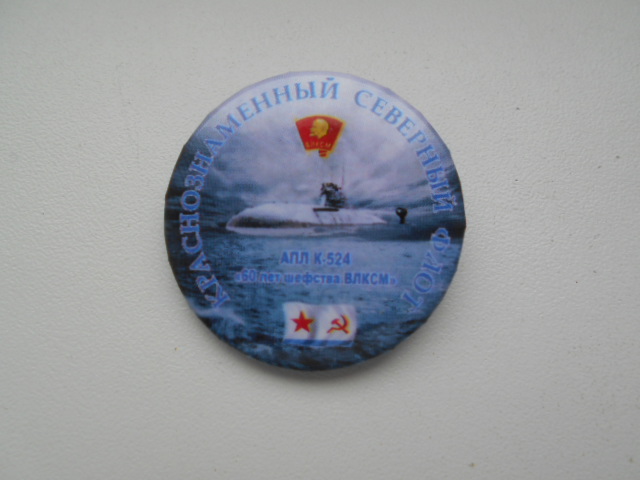 КРАСНОЗНАМЕННЫЙ СЕВЕРНЫЙ ФЛОТ
ВЛКСМ
АПЛ К-524
«60 лет шефства ВЛКСМ»